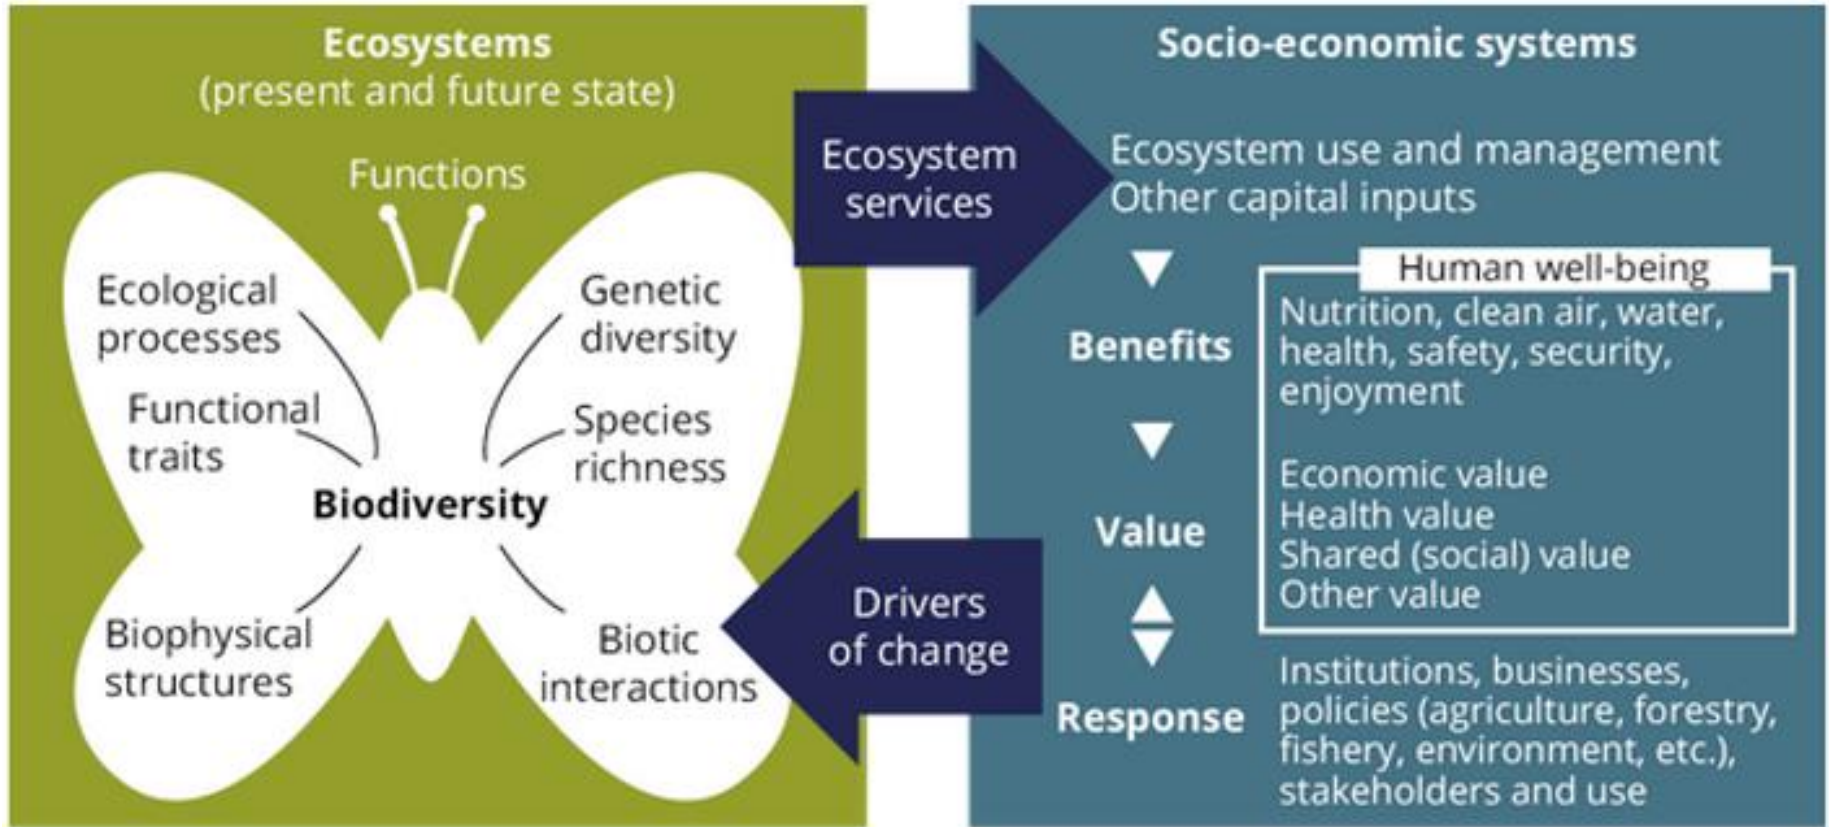 Ecosystems
(present and future state)
Functions
Ecological
processes
Genetic
diversity
Functional
traits
Species
richness
Biodiversity
Biophysical
structures
Biotic
interactions
Ecosystem
services
Drivers
of change
Socio-economic systems
Ecosystem use and management
Other capital inputs
Benefits
Human well-being
Nutrition, clean air, water,
health, safety, security,
enjoyment
Value
Economic value
Health value
Shared (social) value
Other value
Response
Institutions, businesses,
policies (agriculture, forestry,
fishery, environment, etc.),
stakeholders and use